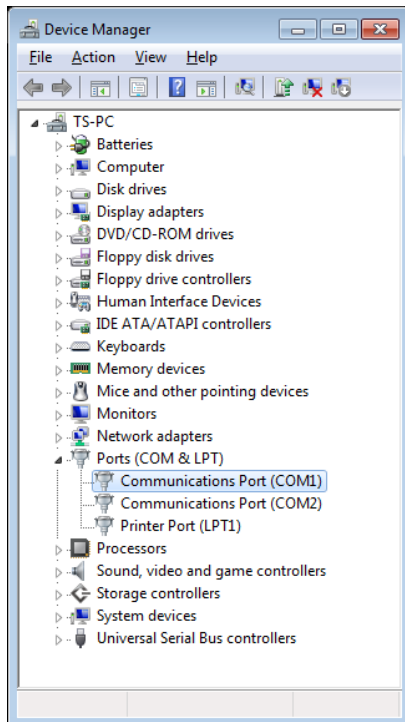 Device Manager
File Action View Help
TS-PC
Batteries
Computer
Disk drives
Display adapters
DVD/CD-ROM drives
Floppy disk drives
Floppy drive controllers
Human Interface Devices
IDE ATA/ATAPI controllers
Keyboards
Memory devices
Mice and other pointing devices
Monitors
Network adapters
Ports (COM & LPT)
Communications Port (COM1)
Communications Port (COM2)
Printer Port (LPT1)
Processors
Sound, video and game controllers
Storage controllers
System devices
Universal Serial Bus controllers